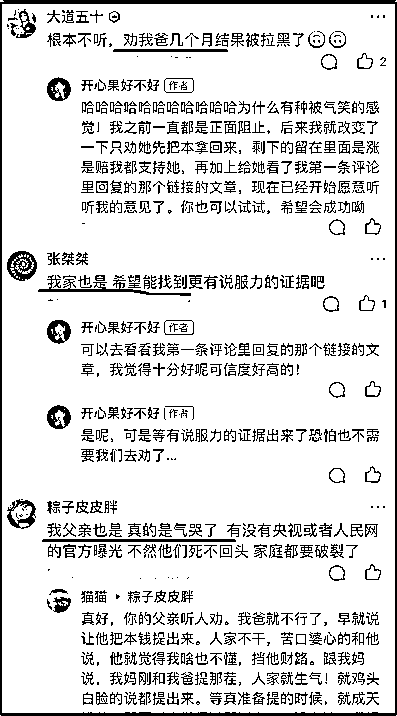 大道五十
根本不听，劝我爸几个月结果被拉黑了🙃🙃
2
开心果好不好 作者
哈哈哈哈哈哈哈哈哈哈哈为什么有种被气笑的感
觉！我之前一直都是正面阻止，后来我就改变了
一下只劝她先把本拿回来，剩下的留在里面是涨
是赔我都支持她，再加上给她看了我第一条评论
里回复的那个链接的文章，现在已经开始愿意听
听我的意见了。你也可以试试，希望会成功呦
张桀桀
我家也是 希望能找到更有说服力的证据吧
1
开心果好不好 作者
可以去看看我第一条评论里回复的那个链接的文
章，我觉得十分好呢可信度好高的！
开心果好不好 作者
是呢，可是等有说服力的证据出来了恐怕也不需
要我们去劝了...
粽子皮皮胖
我父亲也是 真的是气哭了 有没有央视或者人民网
的官方曝光 不然他们死不回头 家庭都要破裂了
猫猫 ▸ 粽子皮皮胖
真好，你的父亲听人劝。我爸就不行了，早就说
让他把本钱提出来。人家不干，苦口婆心的和他
说，他就觉得我啥也不懂，挡他财路。跟我妈
说，我妈刚和我爸提那茬，人家就生气！就鸡头
白脸的说都提出来。等真准备提的时候，就成天